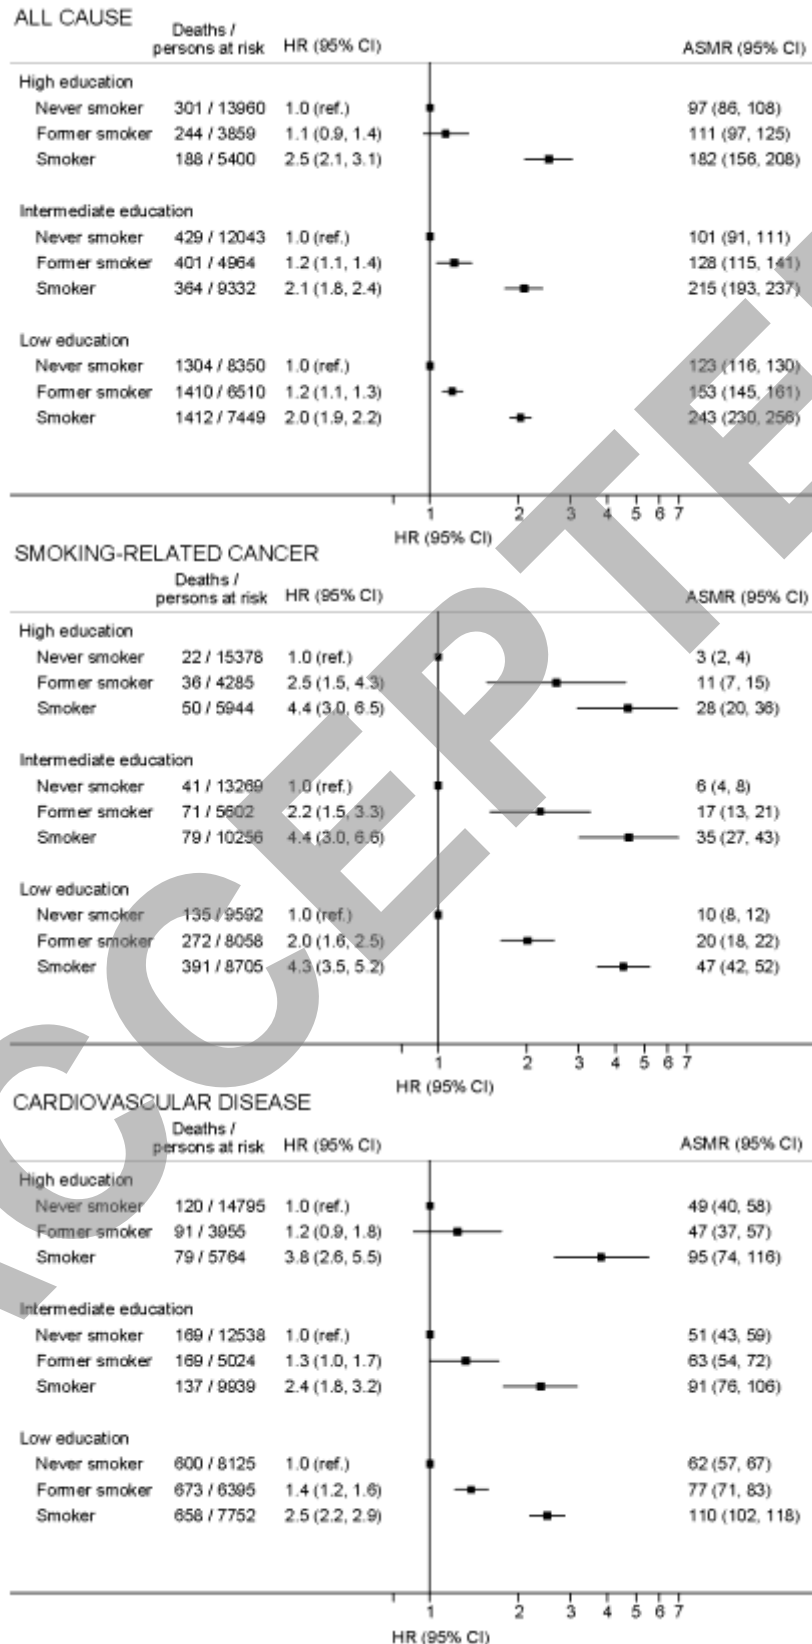 ALL CAUSE
Deaths /
persons at risk HR (95% CI) ASMR (95% CI)
High education
Never smoker 301 / 13960 1.0 (ref.) 97 (86, 108)
Former smoker 244 / 3859 1.1 (0.9, 1.4) 111 (97, 125)
Smoker 188 / 5400 2.5 (2.1, 3.1) 182 (156, 208)
Intermediate education
Never smoker 429 / 12043 1.0 (ref.) 101 (91, 111)
Former smoker 401 / 4964 1.2 (1.1, 1.4) 128 (115, 141)
Smoker 364 / 9332 2.1 (1.8, 2.4) 215 (193, 237)
Low education
Never smoker 1304 / 8350 1.0 (ref.) 123 (116, 130)
Former smoker 1410 / 6510 1.2 (1.1, 1.3) 153 (145, 161)
Smoker 1412 / 7449 2.0 (1.9, 2.2) 243 (230, 256)
1 2 3 4 5 6 7
HR (95% CI)
SMOKING-RELATED CANCER
Deaths /
persons at risk HR (95% CI) ASMR (95% CI)
High education
Never smoker 22 / 15378 1.0 (ref.) 3 (2, 4)
Former smoker 36 / 4285 2.5 (1.5, 4.3) 11 (7, 15)
Smoker 50 / 5944 4.4 (3.0, 6.5) 28 (20, 36)
Intermediate education
Never smoker 41 / 13269 1.0 (ref.) 6 (4, 8)
Former smoker 71 / 5602 2.2 (1.5, 3.3) 17 (13, 21)
Smoker 79 / 10256 4.4 (3.0, 6.6) 35 (27, 43)
Low education
Never smoker 135 / 9592 1.0 (ref.) 10 (8, 12)
Former smoker 272 / 8058 2.0 (1.6, 2.5) 20 (18, 22)
Smoker 391 / 8705 4.3 (3.5, 5.2) 47 (42, 52)
1 2 3 4 5 6 7
HR (95% CI)
CARDIOVASCULAR DISEASE
Deaths /
persons at risk HR (95% CI) ASMR (95% CI)
High education
Never smoker 120 / 14795 1.0 (ref.) 49 (40, 58)
Former smoker 91 / 3955 1.2 (0.9, 1.8) 47 (37, 57)
Smoker 79 / 5764 3.8 (2.6, 5.5) 95 (74, 116)
Intermediate education
Never smoker 169 / 12538 1.0 (ref.) 51 (43, 59)
Former smoker 169 / 5024 1.3 (1.0, 1.7) 63 (54, 72)
Smoker 137 / 9939 2.4 (1.8, 3.2) 91 (76, 106)
Low education
Never smoker 600 / 8125 1.0 (ref.) 62 (57, 67)
Former smoker 673 / 6395 1.4 (1.2, 1.6) 77 (71, 83)
Smoker 658 / 7752 2.5 (2.2, 2.9) 110 (102, 118)
1 2 3 4 5 6 7
HR (95% CI)
ACCEPTE